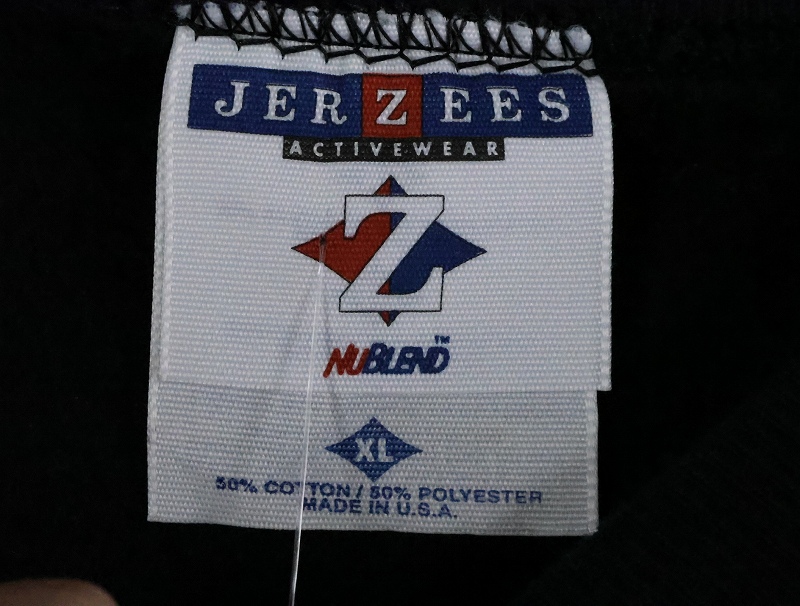 JERZEES
ACTIVEWEAR
Z
NUBLEND™
XL
50% COTTON / 50% POLYESTER
MADE IN U.S.A.